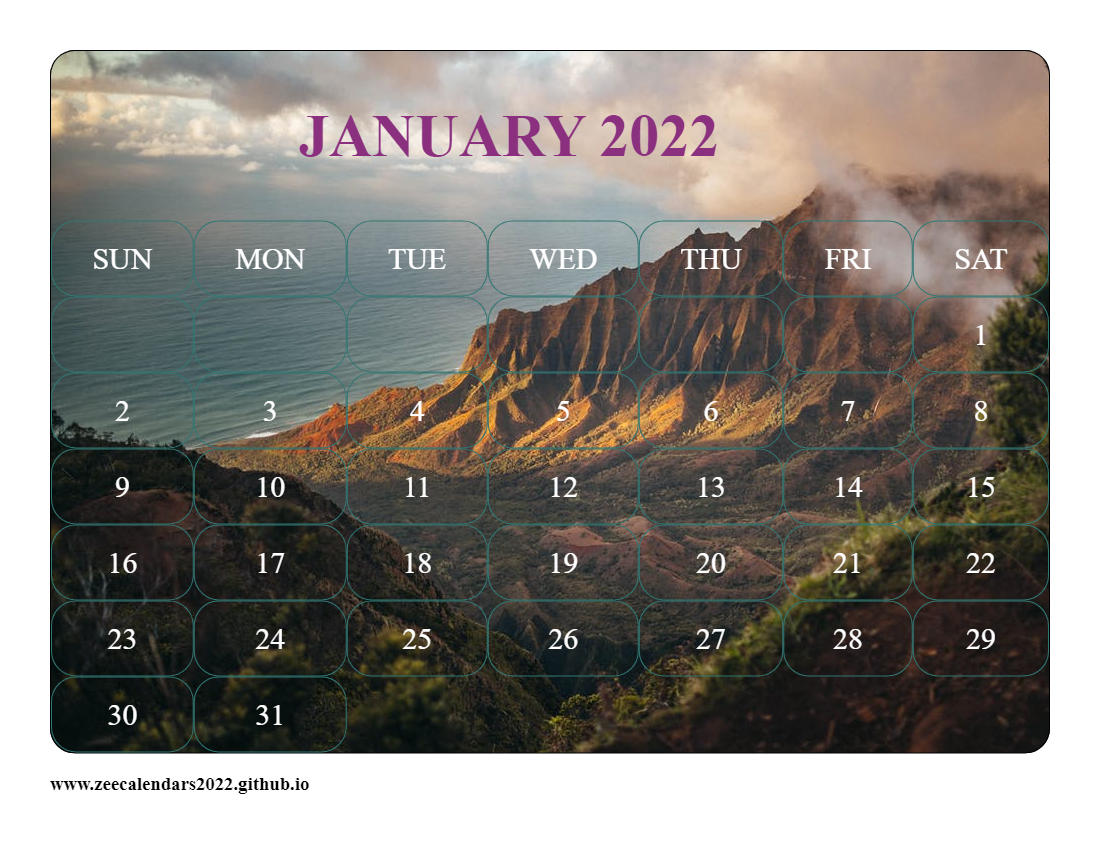 JANUARY 2022
SUN MON TUE WED THU FRI SAT
1
2 3 4 5 6 7 8
9 10 11 12 13 14 15
16 17 18 19 20 21 22
23 24 25 26 27 28 29
30 31
www.zeecalendars2022.github.io